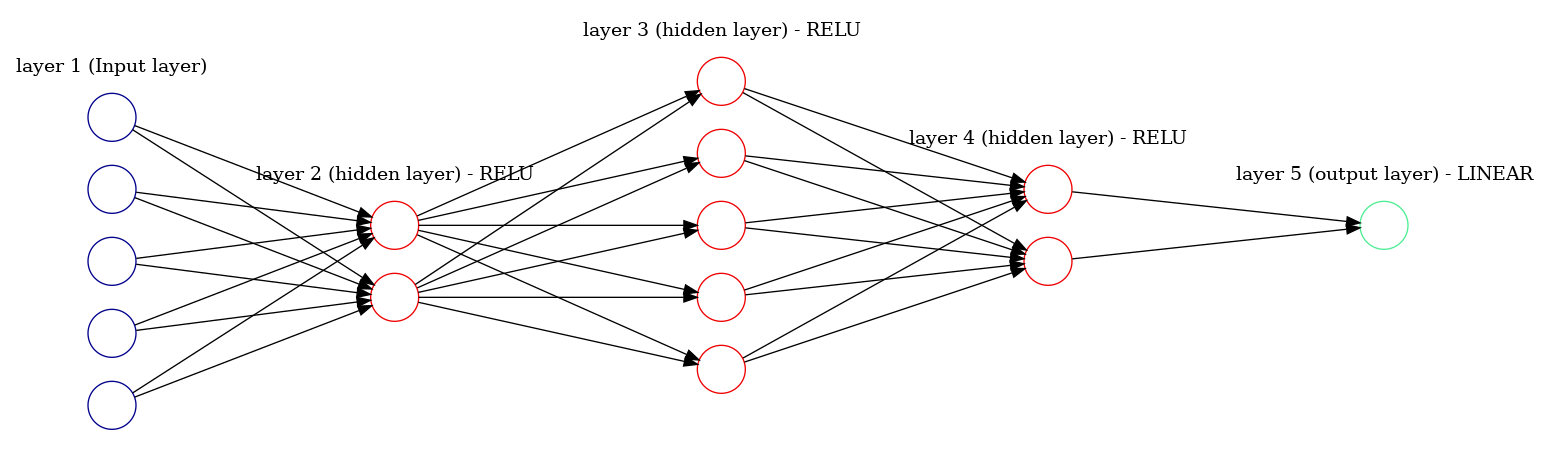 layer 1 (Input layer)
layer 2 (hidden layer) - RELU
layer 3 (hidden layer) - RELU
layer 4 (hidden layer) - RELU
layer 5 (output layer) - LINEAR